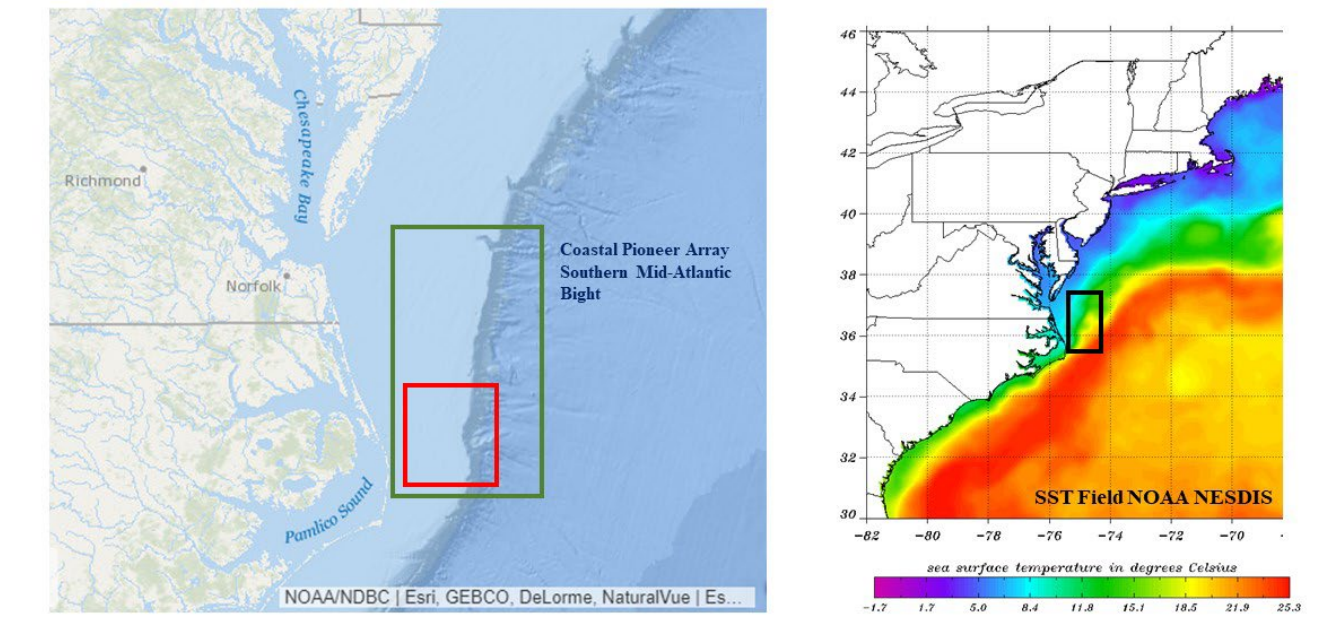 Chesapeake Bay
Richmond
Norfolk
Pamlico Sound
Coastal Pioneer Array
Southern Mid-Atlantic
Bight
NOAA/NDBC | Esri, GEBCO, DeLorme, NaturalVue | Es...
46
44
42
40
38
36
34
32
30
SST Field NOAA NESDIS
-82 -80 -78 -76 -74 -72 -70 -
sea surface temperature in degrees Celsius
-1.7 1.7 5.0 8.4 11.8 15.1 18.5 21.9 25.3